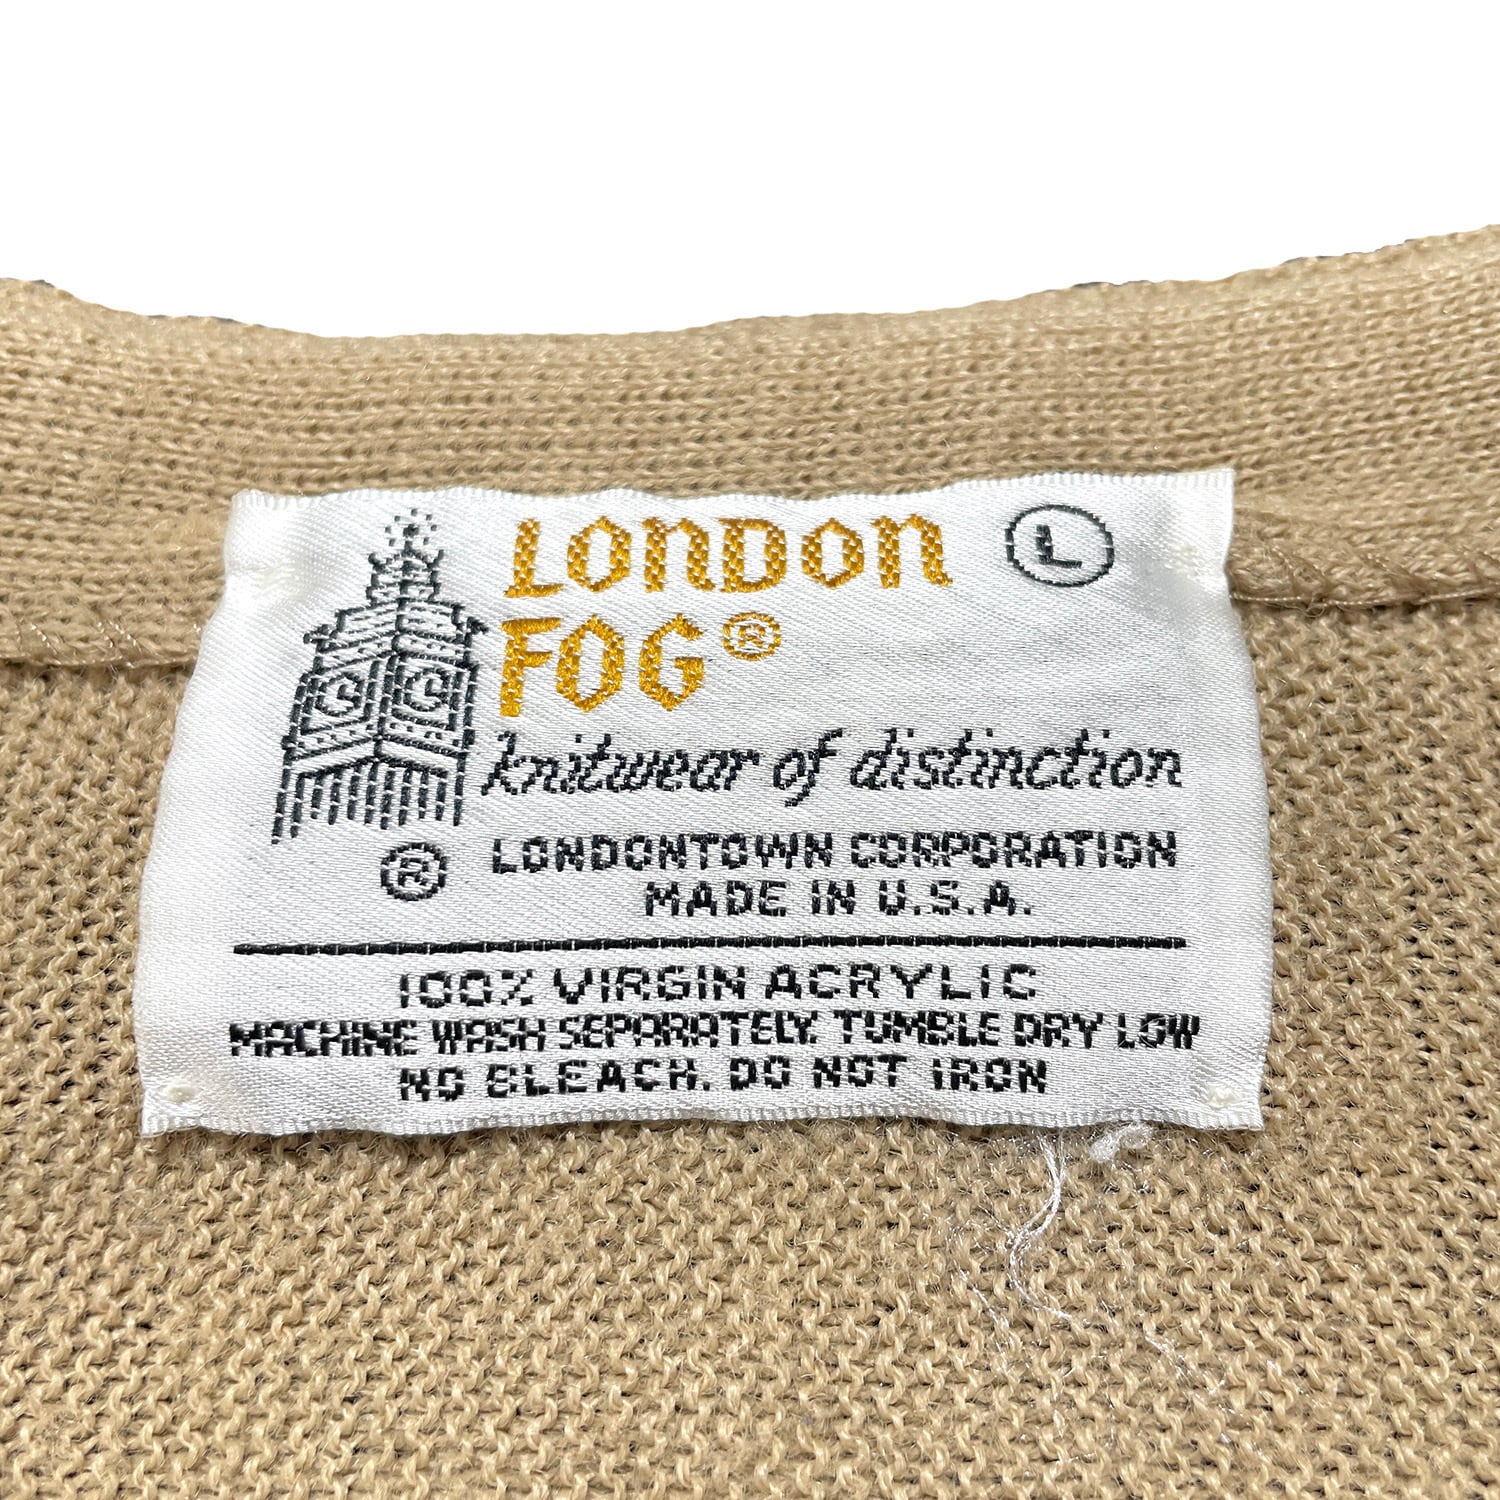 LONDON L
FOG®
knitwear of distinction
® LONDONTOWN CORPORATION
MADE IN U.S.A.
100% VIRGIN ACRYLIC
MACHINE WASH SEPARATELY. TUMBLE DRY LOW
NO BLEACH. DO NOT IRON